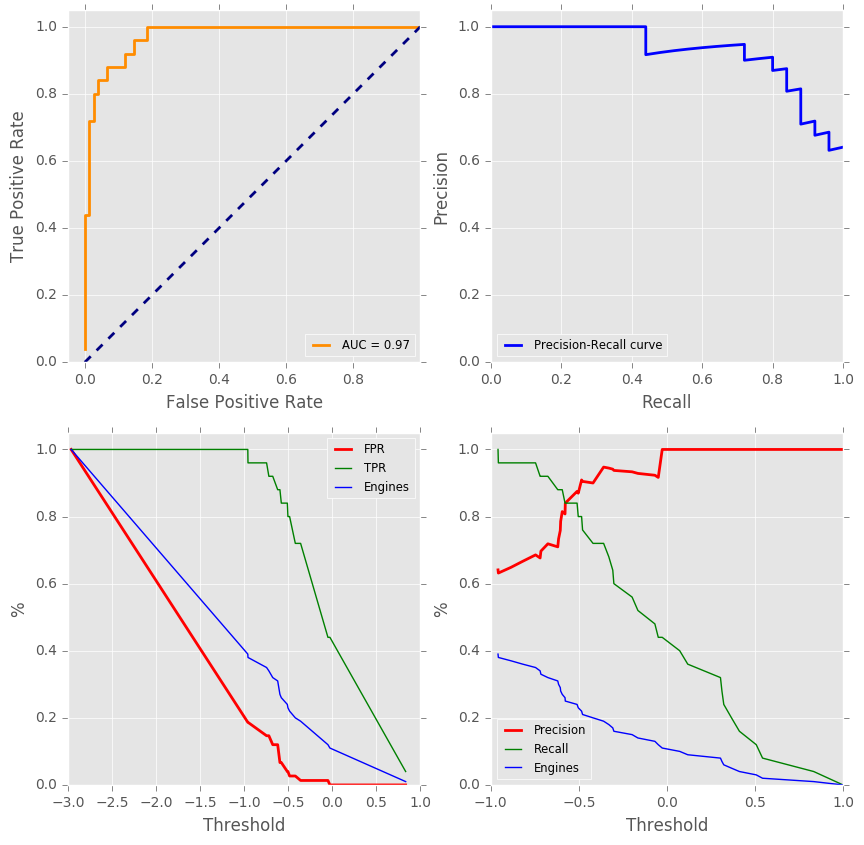 1.0
0.8
0.6
0.4
0.2
0.0
True Positive Rate
0.0 0.2 0.4 0.6 0.8
False Positive Rate
AUC = 0.97
1.0
0.8
0.6
0.4
0.2
0.0
Precision
0.0 0.2 0.4 0.6 0.8 1.0
Recall
Precision-Recall curve
1.0
0.8
0.6
0.4
0.2
0.0
%
−3.0 −2.5 −2.0 −1.5 −1.0 −0.5 0.0 0.5 1.0
Threshold
FPR
TPR
Engines
1.0
0.8
0.6
0.4
0.2
0.0
%
−1.0 −0.5 0.0 0.5 1.0
Threshold
Precision
Recall
Engines